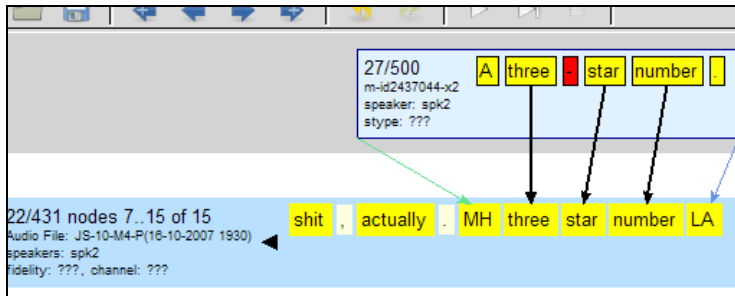 27/500 A three - star number .
m-id2437044-x2
speaker: spk2
stype: ???
22/431 nodes 7..15 of 15 shit , actually . MH three star number LA
Audio File: JS-10-M4-P(16-10-2007 1930)
speakers: spk2
fidelity: ???, channel: ???